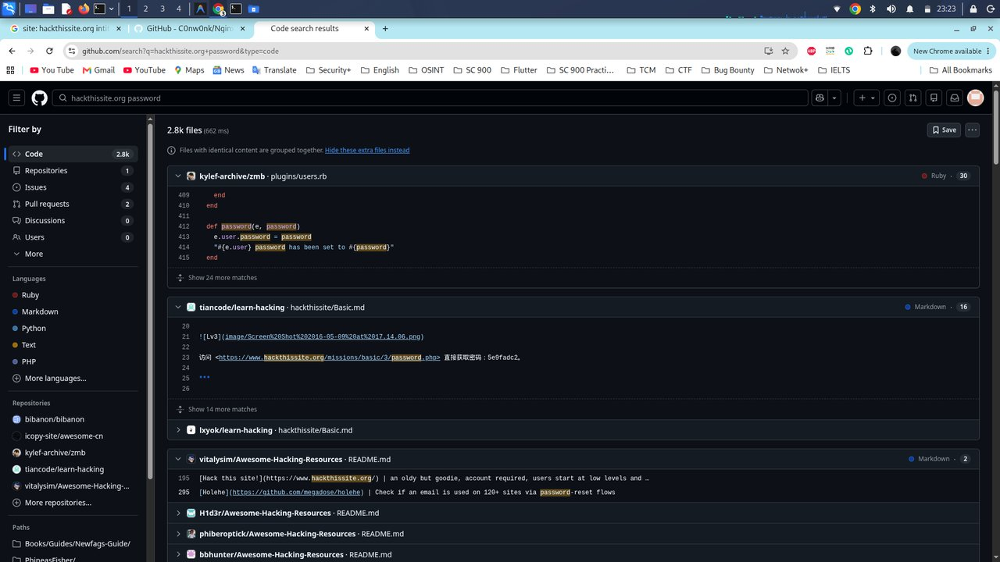 1 2 3 4
3
23:23
site: hackthissite.org intit
GitHub - C0nw0nk/Nginx
Code search results
github.com/search?q=hackthissite.org+password&type=code
New Chrome available
You Tube Gmail YouTube Maps News Translate Security+ English OSINT SC 900 Flutter SC 900 Practi... TCM CTF Bug Bounty Netwok+ IELTS All Bookmarks
hackthissite.org password
Filter by
Code 2.8k
Repositories 1
Issues 4
Pull requests 2
Discussions 0
Users 0
More
Languages
Ruby
Markdown
Python
Text
PHP
More languages...
Repositories
bibanon/bibanon
icopy-site/awesome-cn
kylef-archive/zmb
tiancode/learn-hacking
vitalysim/Awesome-Hacking-...
More repositories...
Paths
Books/Guides/Newfags-Guide/
PhineasFisher/
2.8k files (662 ms)
Save
Files with identical content are grouped together. Hide these extra files instead
kylef-archive/zmb · plugins/users.rb Ruby · 30
409 end
410 end
411
412 def password(e, password)
413 e.user.password = password
414 "#{e.user} password has been set to #{password}"
415 end
Show 24 more matches
tiancode/learn-hacking · hackthissite/Basic.md Markdown · 16
20
21 ![Lv3](image/Screen%20Shot%202016-05-09%20at%2017.14.06.png)
22
23 访问 <https://www.hackthissite.org/missions/basic/3/password.php> 直接获取密码：5e9fadc2。
24
25 ***
26
Show 14 more matches
lxyok/learn-hacking · hackthissite/Basic.md
vitalysim/Awesome-Hacking-Resources · README.md Markdown · 2
195 [Hack this site!](https://www.hackthissite.org/) | an oldy but goodie, account required, users start at low levels and …
295 [Holehe](https://github.com/megadose/holehe) | Check if an email is used on 120+ sites via password-reset flows
H1d3r/Awesome-Hacking-Resources · README.md
phiberoptick/Awesome-Hacking-Resources · README.md
bbhunter/Awesome-Hacking-Resources · README.md